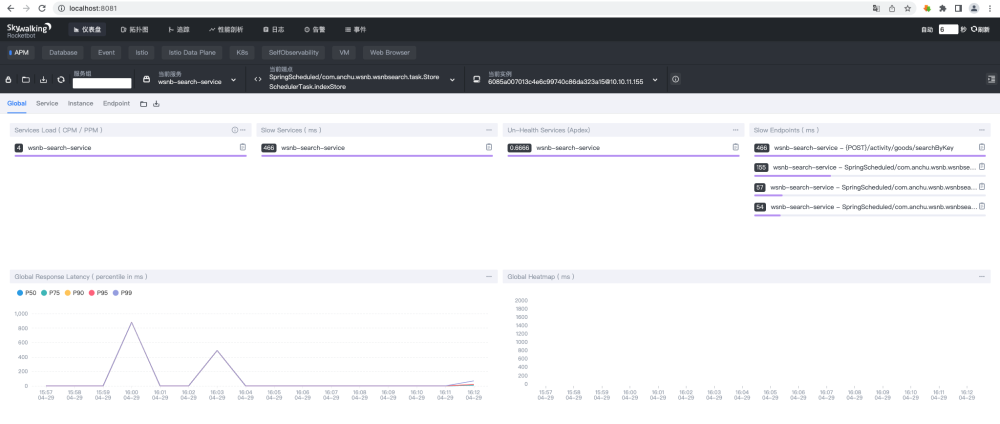 localhost:8081
Skywalking
Rocketbot
仪表盘
拓扑图
追踪
性能剖析
日志
告警
事件
自动 6 秒 刷新
APM
Database
Event
Istio
Istio Data Plane
K8s
SelfObservability
VM
Web Browser
服务组
当前服务
wsnb-search-service
当前端点
SpringScheduled/com.anchu.wsnb.wsnbsearch.task.Store
SchedulerTask.indexStore
当前实例
6085a007013c4e6c99740c86da323a15@10.10.11.155
Global
Service
Instance
Endpoint
Services Load ( CPM / PPM )
4 wsnb-search-service
Slow Services ( ms )
466 wsnb-search-service
Un-Health Services (Apdex)
0.6666 wsnb-search-service
Slow Endpoints ( ms )
466 wsnb-search-service - {POST}/activity/goods/searchByKey
155 wsnb-search-service - SpringScheduled/com.anchu.wsnb.wsnbse...
57 wsnb-search-service - SpringScheduled/com.anchu.wsnb.wsnbsea...
54 wsnb-search-service - SpringScheduled/com.anchu.wsnb.wsnbsea...
Global Response Latency ( percentile in ms )
P50 P75 P90 P95 P99
1,000
800
600
400
200
0
15:57 15:58 15:59 16:00 16:01 16:02 16:03 16:04 16:05 16:06 16:07 16:08 16:09 16:10 16:11 16:12
04-29 04-29 04-29 04-29 04-29 04-29 04-29 04-29 04-29 04-29 04-29 04-29 04-29 04-29 04-29 04-29
Global Heatmap ( ms )
2000
1800
1600
1400
1200
1000
800
600
400
200
0
15:57 15:58 15:59 16:00 16:01 16:02 16:03 16:04 16:05 16:06 16:07 16:08 16:09 16:10 16:11 16:12
04-29 04-29 04-29 04-29 04-29 04-29 04-29 04-29 04-29 04-29 04-29 04-29 04-29 04-29 04-29 04-29